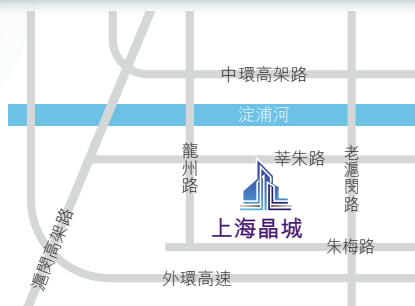 中環高架路
淀浦河
龍州路
莘朱路
老滬閔路
上海晶城
滬閔高架路
朱梅路
外環高速